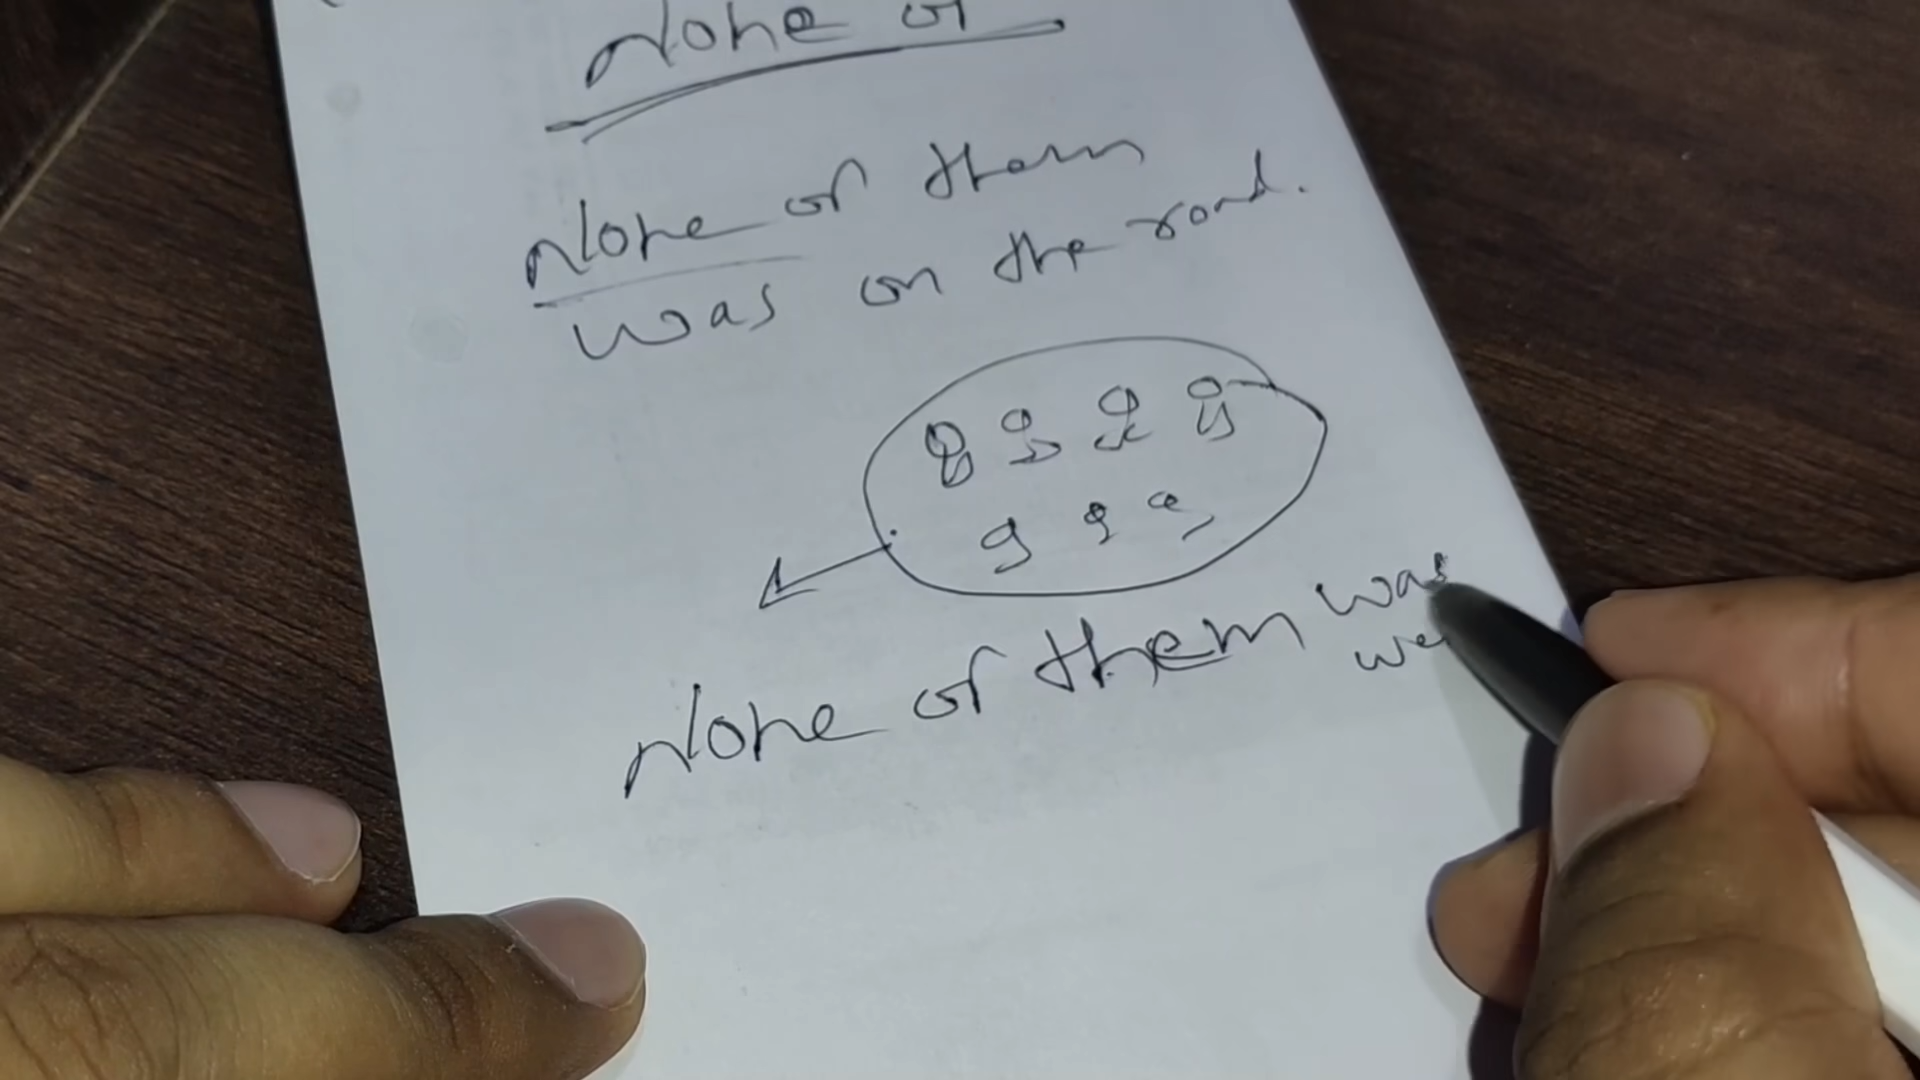 None of
None of them
was on the road.
None of them was
we